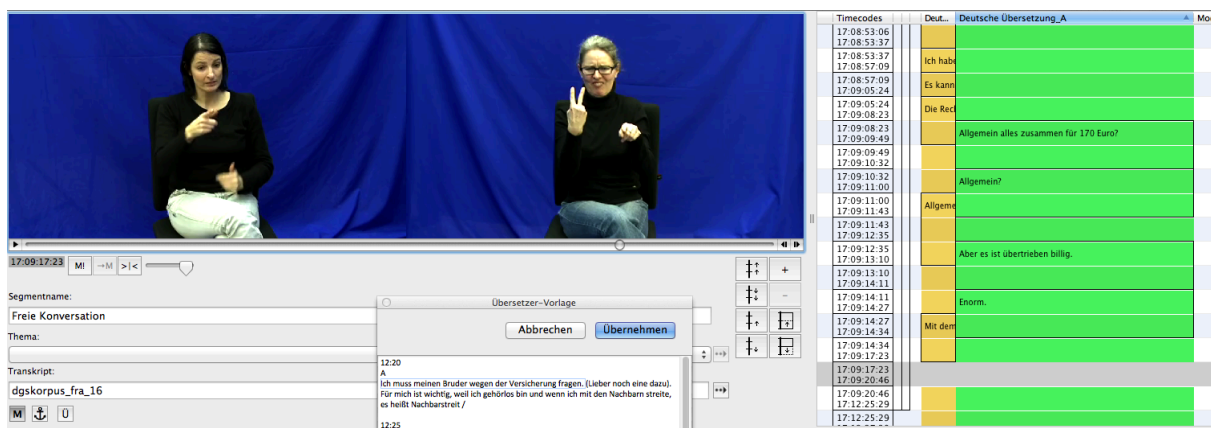 Timecodes Deut... Deutsche Übersetzung_A Mo
17:08:53:06
17:08:53:37
17:08:53:37 Ich habe
17:08:57:09
17:08:57:09 Es kann
17:09:05:24
17:09:05:24 Die Rech
17:09:08:23
17:09:08:23 Allgemein alles zusammen für 170 Euro?
17:09:09:49
17:09:09:49
17:09:10:32
17:09:10:32 Allgemein?
17:09:11:00
17:09:11:00 Allgeme
17:09:11:43
17:09:11:43
17:09:12:35
17:09:12:35 Aber es ist übertrieben billig.
17:09:13:10
17:09:13:10
17:09:14:11
17:09:14:11 Enorm.
17:09:14:27
17:09:14:27 Mit dem
17:09:14:34
17:09:14:34
17:09:17:23
17:09:17:23
17:09:20:46
17:09:20:46
17:12:25:29
17:12:25:29
17:09:17:23 M! →M >|<
Segmentname:
Freie Konversation
Thema:
Transkript:
dgskorpus_fra_16
M Ü
Übersetzer-Vorlage
Abbrechen Übernehmen
12:20
A
Ich muss meinen Bruder wegen der Versicherung fragen. (Lieber noch eine dazu).
Für mich ist wichtig, weil ich gehörlos bin und wenn ich mit den Nachbarn streite,
es heißt Nachbarstreit /
12:25